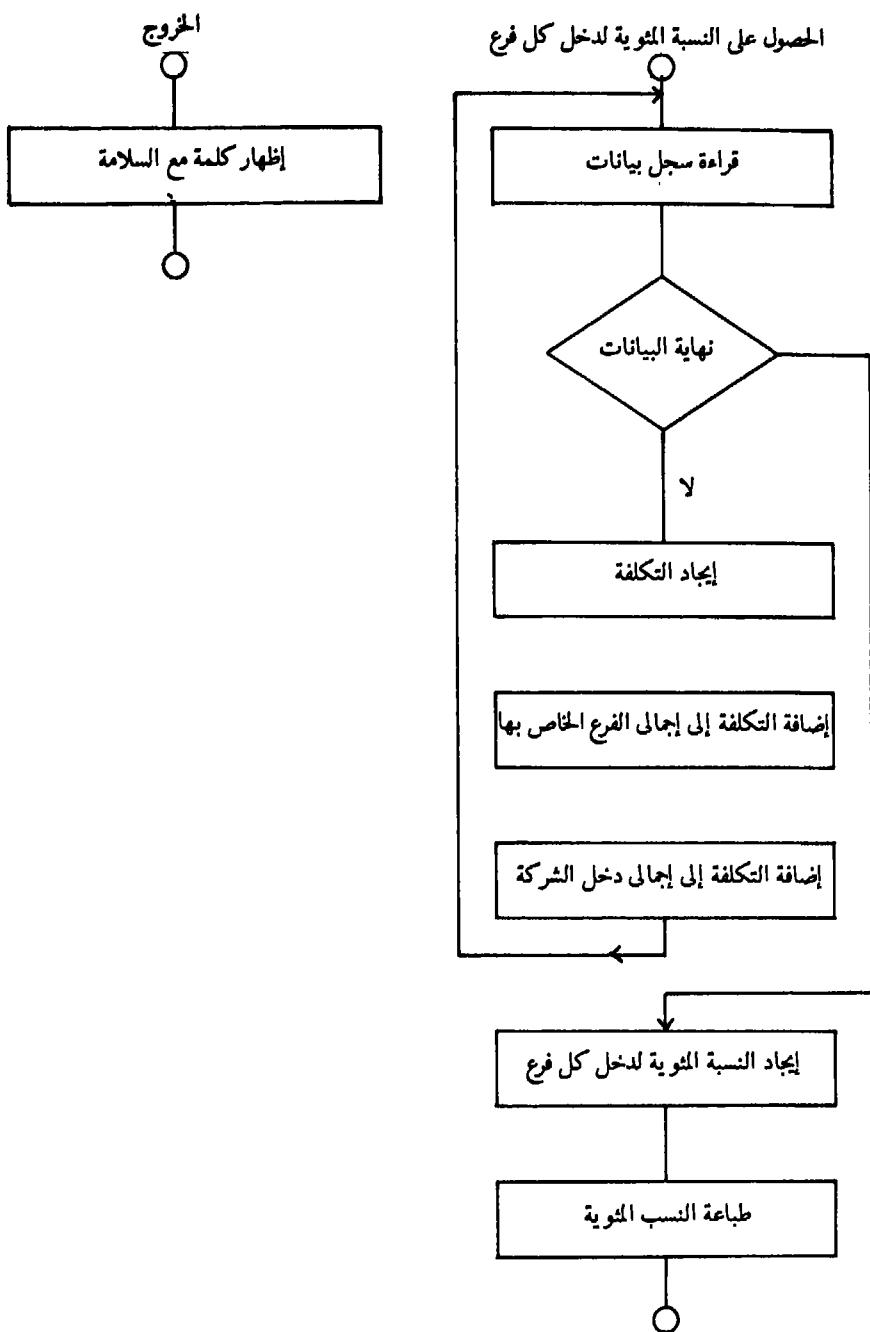 الحصول على النسبة المئوية لدخل كل فرع
قراءة سجل بيانات
نهاية البيانات
لا
إيجاد التكلفة
إضافة التكلفة إلى إجمالى الفرع الخاص بها
إضافة التكلفة إلى إجمالى دخل الشركة
إيجاد النسبة المئوية لدخل كل فرع
طباعة النسب المئوية
الخروج
إظهار كلمة مع السلامة